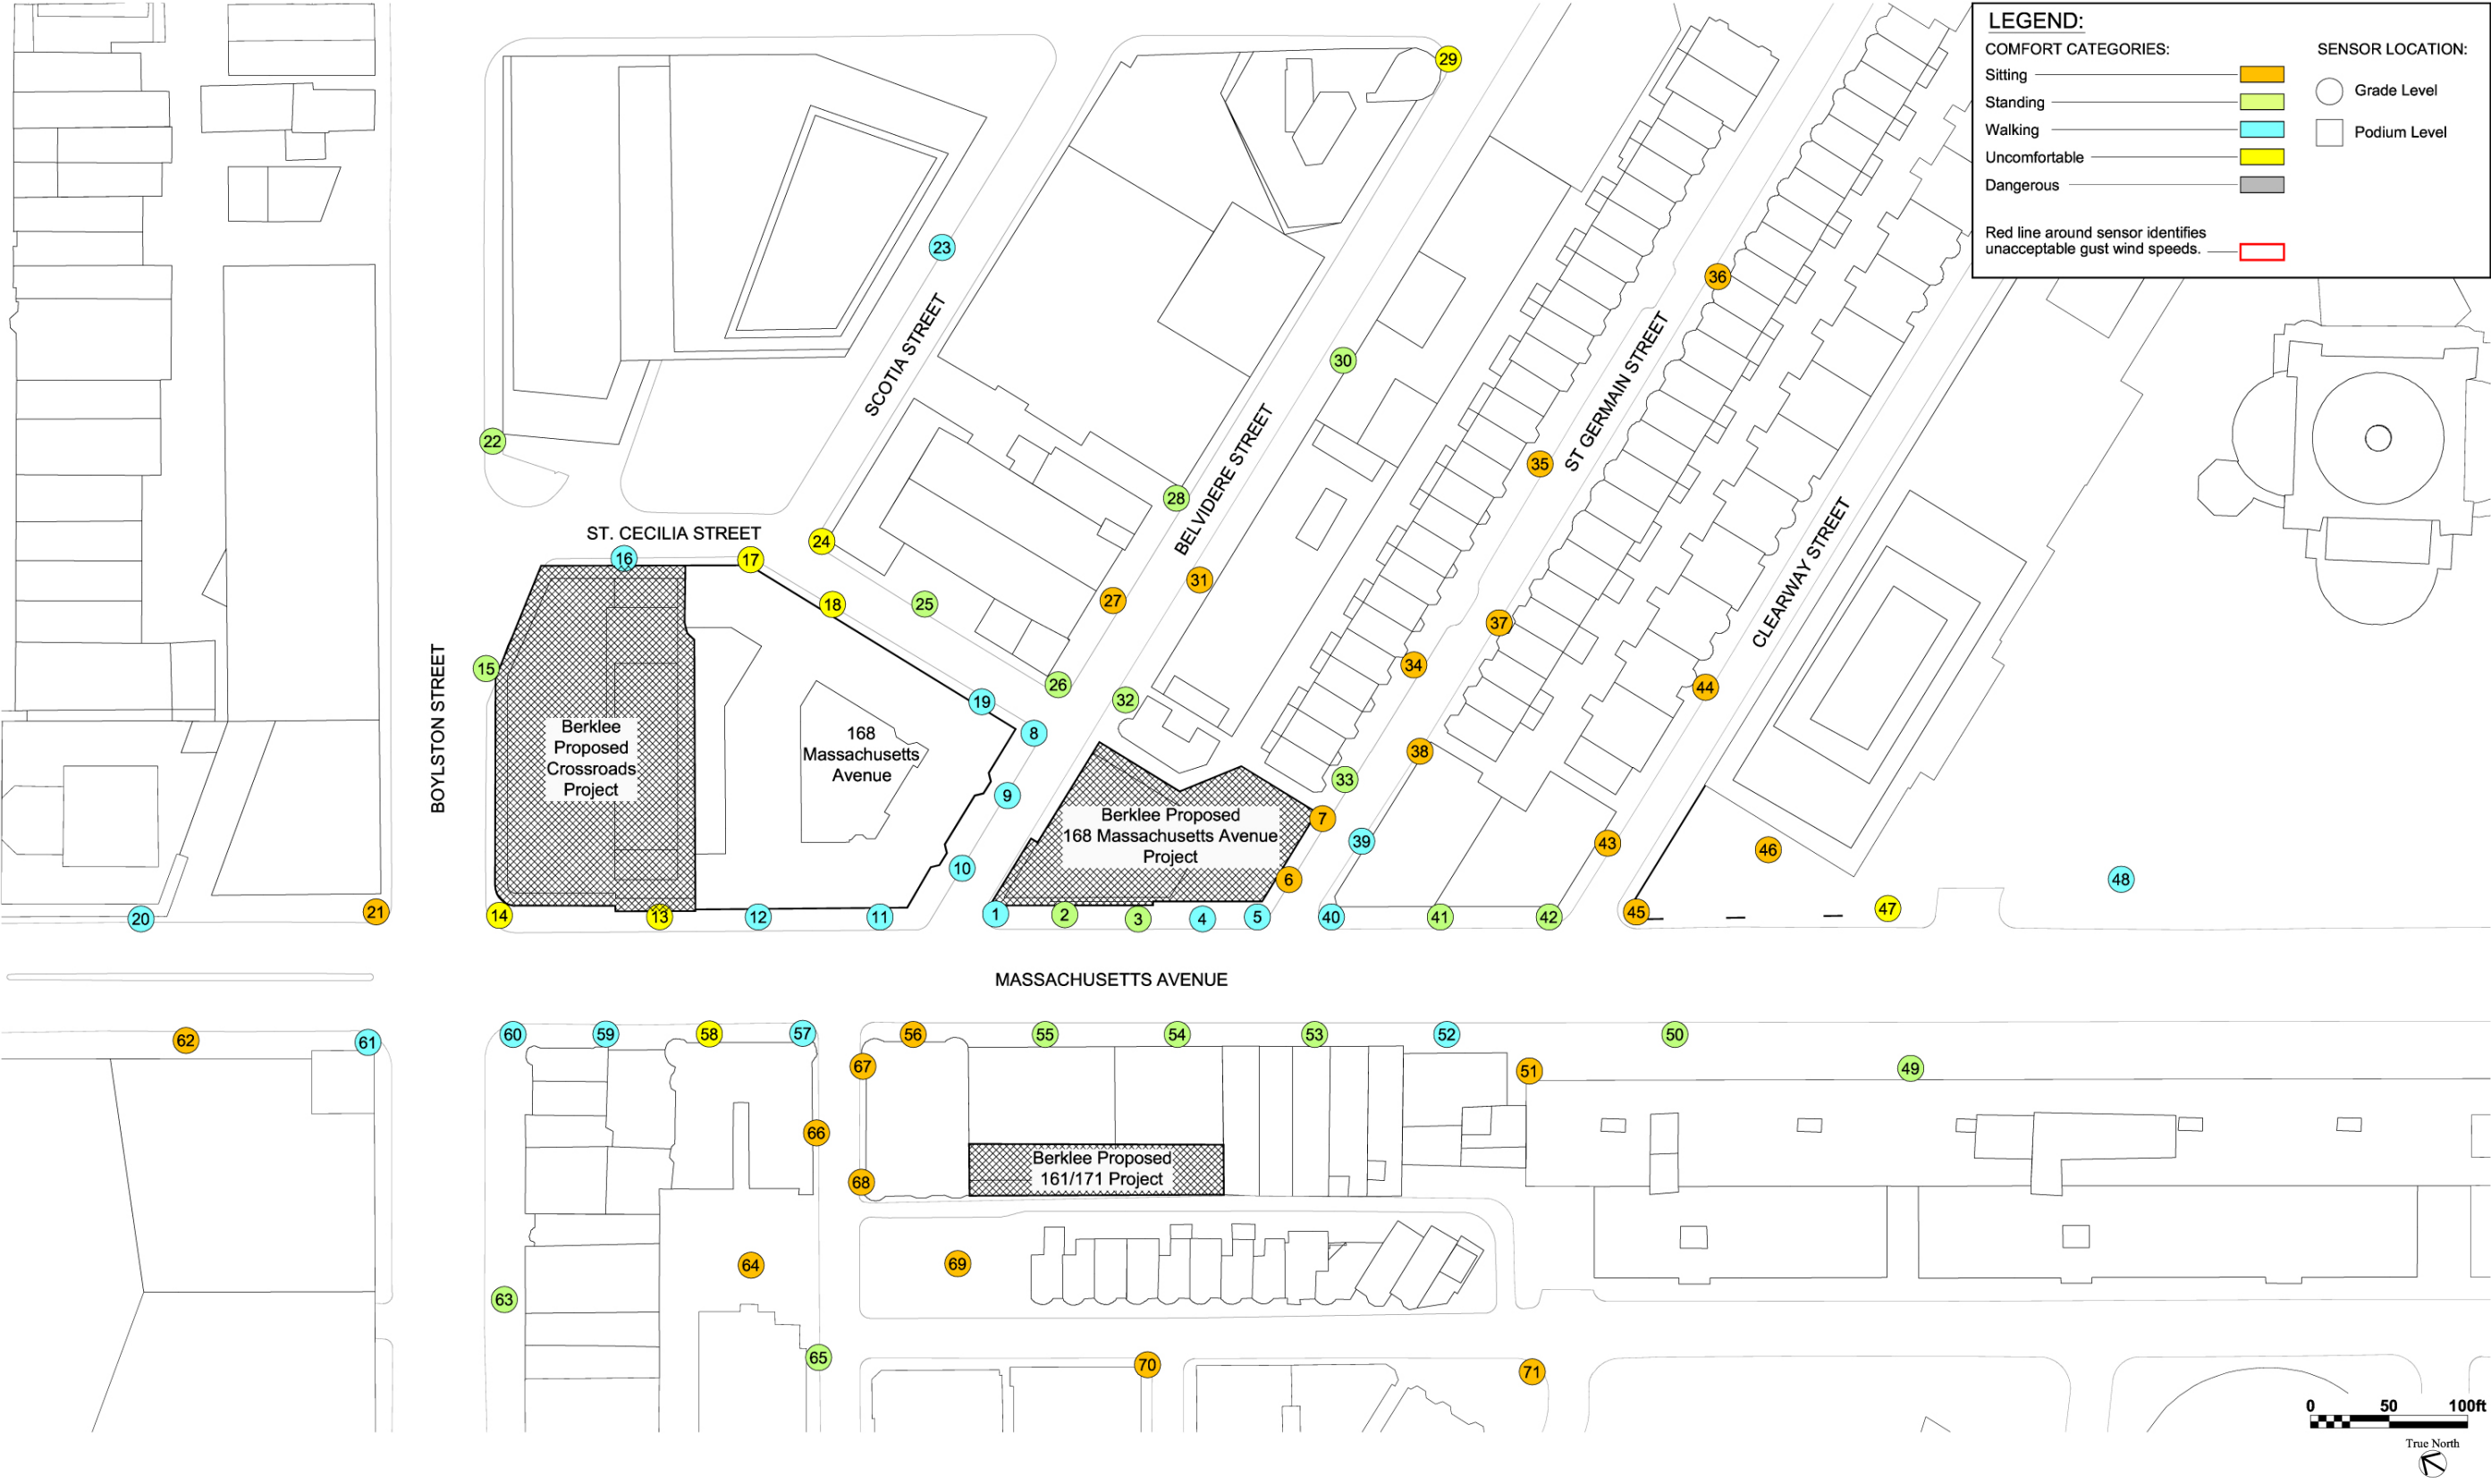 LEGEND:
COMFORT CATEGORIES:
SENSOR LOCATION:
Sitting
Standing
Walking
Uncomfortable
Dangerous
Grade Level
Podium Level
Red line around sensor identifies
unacceptable gust wind speeds.
29
23
36
SCOTIA STREET
30
ST GERMAIN STREET
22
35
28
BELVIDERE STREET
CLEARWAY STREET
ST. CECILIA STREET
24
16
17
31
18
25
27
37
15
34
26
44
32
19
BOYLSTON STREET
Berklee
Proposed
Crossroads
Project
168
Massachusetts
Avenue
8
38
33
9
Berklee Proposed
168 Massachusetts Avenue
Project
7
39
43
46
10
6
48
20
21
14
13
12
11
1
2
3
4
5
40
41
42
45
47
MASSACHUSETTS AVENUE
62
61
60
59
58
57
56
55
54
53
52
50
67
51
49
66
Berklee Proposed
161/171 Project
68
64
69
63
65
70
71
0 50 100ft
True North